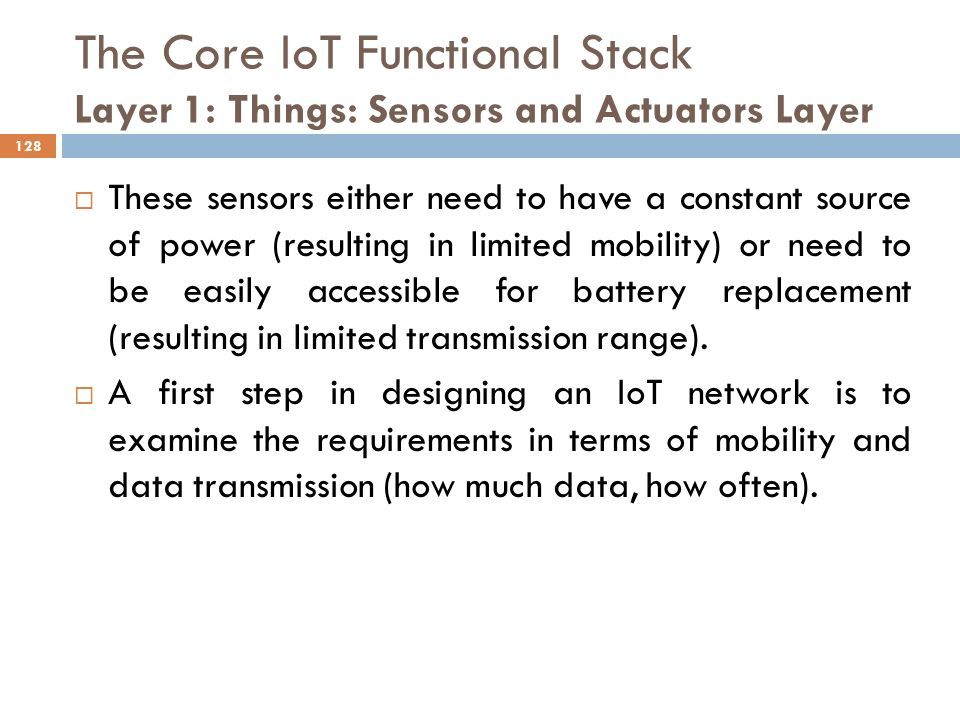 The Core IoT Functional Stack
Layer 1: Things: Sensors and Actuators Layer
128
These sensors either need to have a constant source
of power (resulting in limited mobility) or need to
be easily accessible for battery replacement
(resulting in limited transmission range).
A first step in designing an IoT network is to
examine the requirements in terms of mobility and
data transmission (how much data, how often).